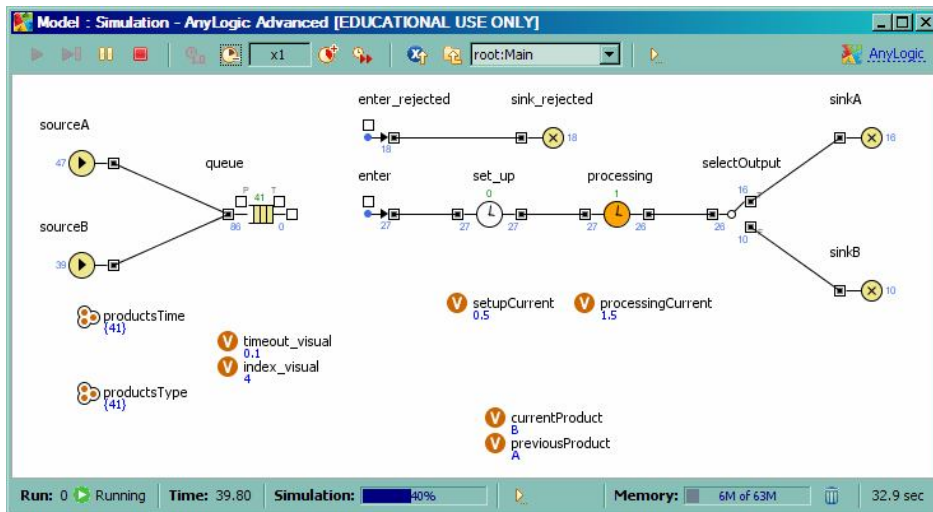 Model : Simulation - AnyLogic Advanced [EDUCATIONAL USE ONLY]
x1
root:Main
AnyLogic
enter_rejected
sink_rejected
sinkA
18
18
16
sourceA
47
queue
P 41 T
86
0
enter
set_up
0
processing
1
selectOutput
16
T
27
27
27
27
26
26
10
F
sourceB
39
sinkB
10
setupCurrent
0.5
processingCurrent
1.5
productsTime
{41}
timeout_visual
0.1
index_visual
4
productsType
{41}
currentProduct
B
previousProduct
A
Run: 0 Running Time: 39.80 Simulation: 40% Memory: 6M of 63M 32.9 sec